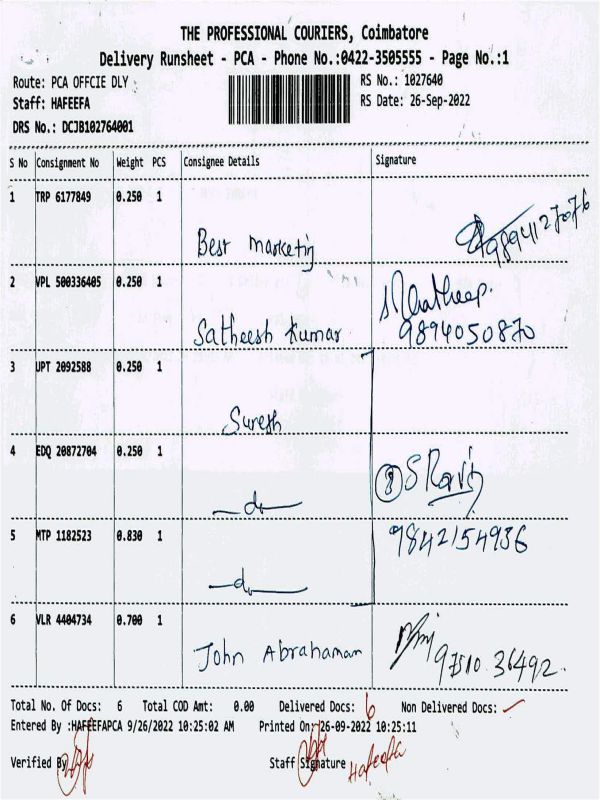 THE PROFESSIONAL COURIERS, Coimbatore
Delivery Runsheet - PCA - Phone No.:0422-3505555 - Page No.:1
Route: PCA OFFCIE DLY
RS No.: 1027640
Staff: HAFEEFA
RS Date: 26-Sep-2022
DRS No.: DCJB102764001
S No Consignment No Weight PCS Consignee Details Signature
1 TRP 6177849 0.250 1
Best Marketing 9894127076
2 VPL 500336405 0.250 1
Satheesh Kumar
9894050870
3 UPT 2092588 0.250 1
Suresh
4 EDQ 20872704 0.250 1
-do- ③ S Ravi
5 MTP 1182523 0.830 1
9842154936
-do-
6 VLR 4404734 0.700 1
John Abrahaman 97510 36492.
Total No. Of Docs: 6 Total COD Amt: 0.00 Delivered Docs: 6 Non Delivered Docs:
Entered By :HAFEEFAPCA 9/26/2022 10:25:02 AM Printed On: 26-09-2022 10:25:11
Verified By Staff Signature Hafeefa